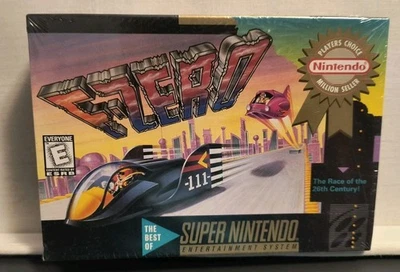 F-ZERO
PLAYERS CHOICE
Nintendo
MILLION SELLER
EVERYONE
E
ESRB
111
The Race of the
26th Century!
THE
BEST
OF
SUPER NINTENDO
ENTERTAINMENT SYSTEM